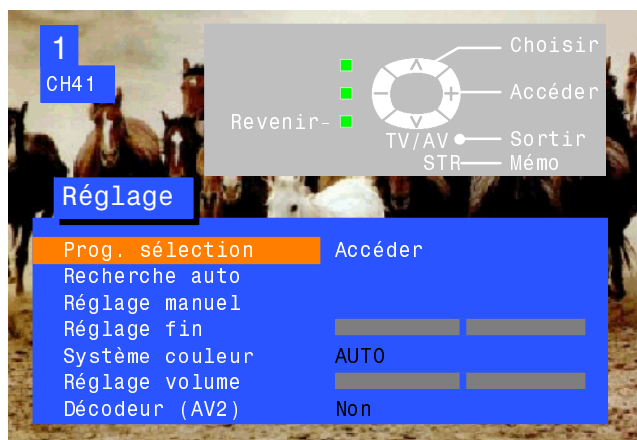 1
CH41
Choisir
Accéder
Revenir-
TV/AV Sortir
STR Mémo
Réglage
Prog. sélection Accéder
Recherche auto
Réglage manuel
Réglage fin
Système couleur AUTO
Réglage volume
Décodeur (AV2) Non